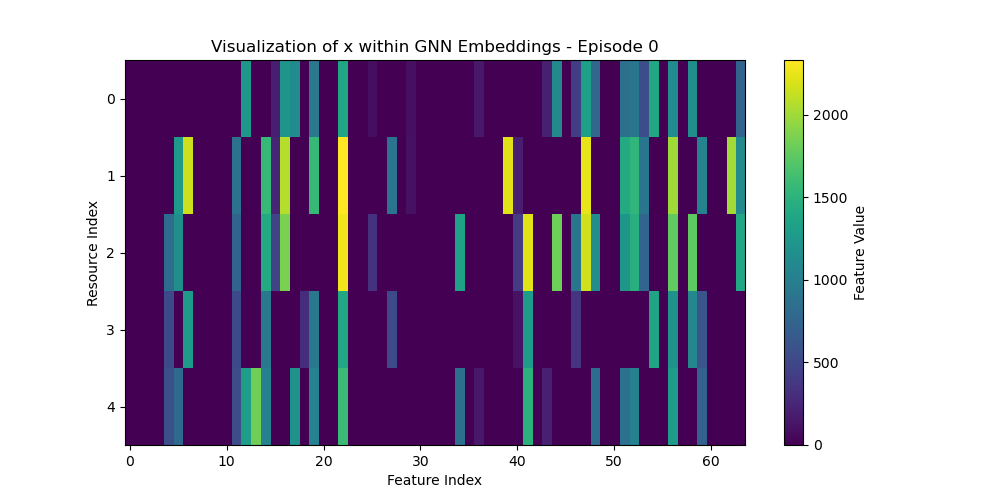 Visualization of x within GNN Embeddings - Episode 0
Resource Index
0
1
2
3
4
0 10 20 30 40 50 60
Feature Index
2000
1500
1000
500
0
Feature Value